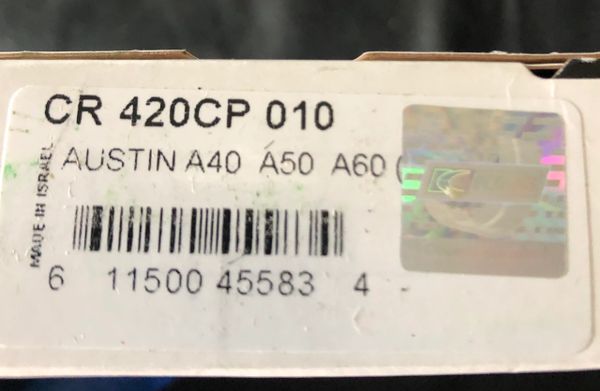 CR 420CP 010
AUSTIN A40 A50 A60
MADE IN ISRAEL
6 11500 45583 4